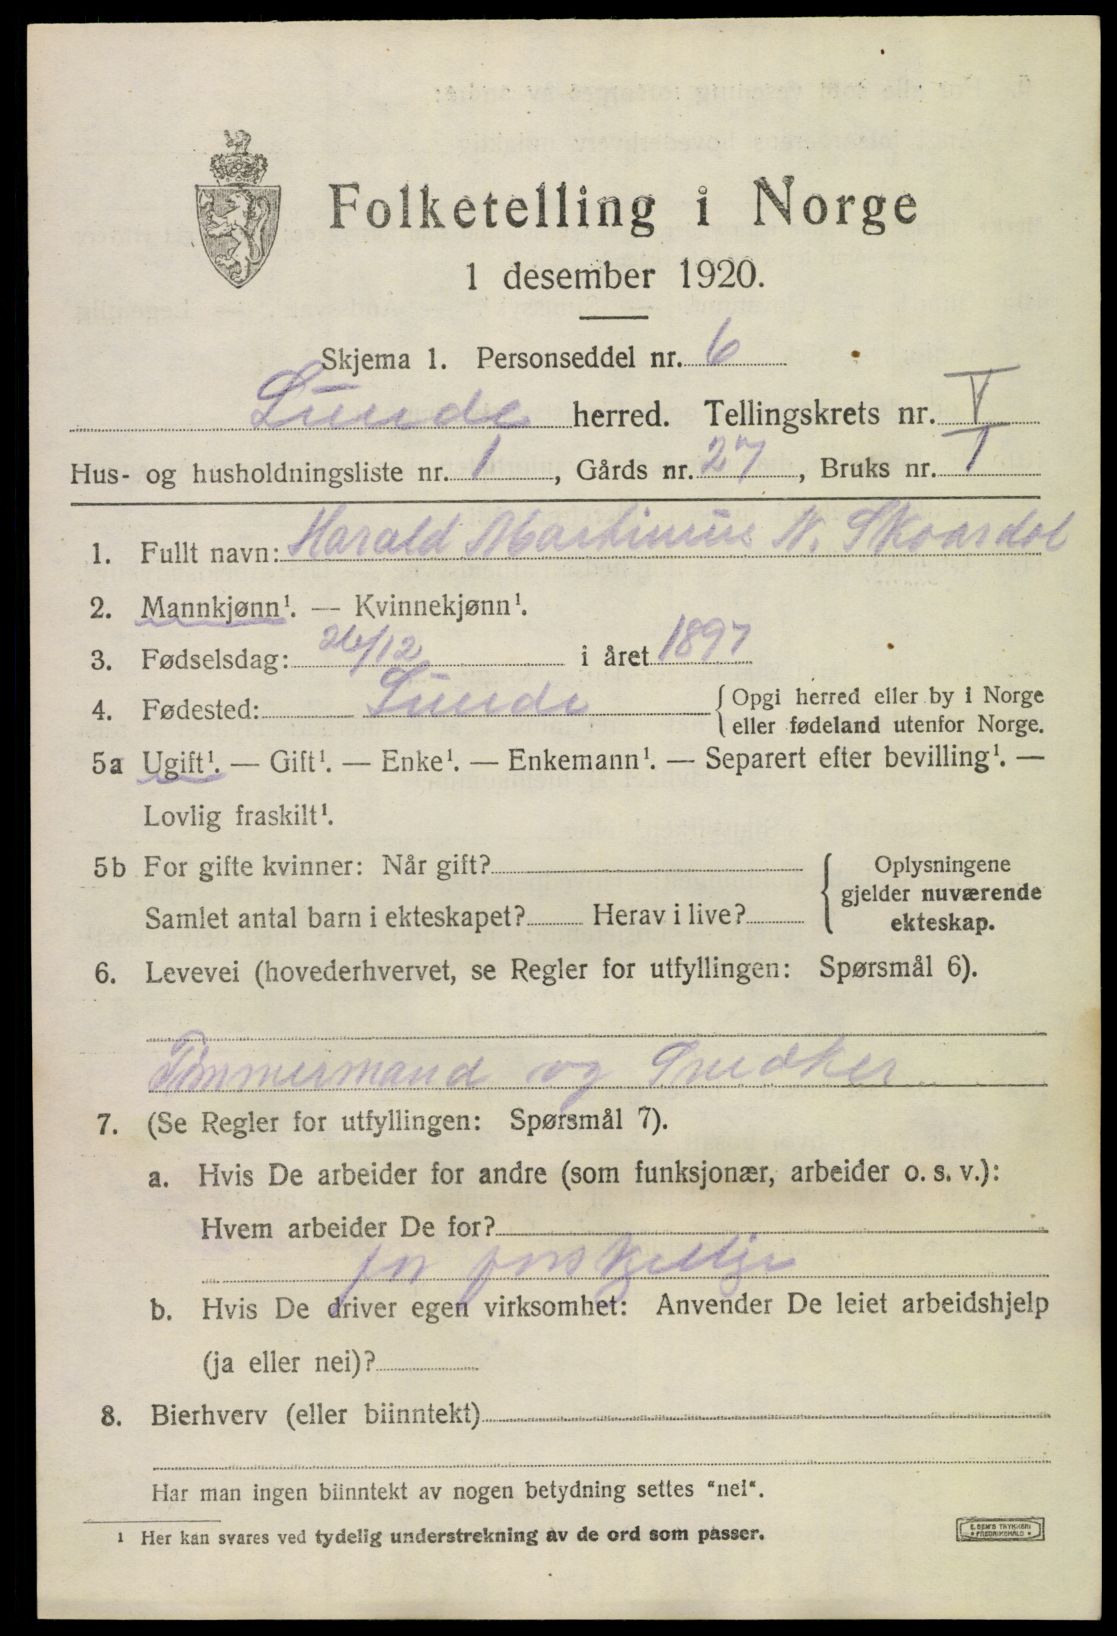 Folketelling i Norge
1 desember 1920.
Skjema 1. Personseddel nr. 6
Lunde herred. Tellingskrets nr. V
Hus- og husholdningsliste nr. 1, Gårds nr. 27, Bruks nr. 1
1. Fullt navn: Harald Martinius N. Skoardal
2. Mannkjønn¹. — Kvinnekjønn¹.
3. Fødselsdag: 26/12 i året 1897
4. Fødested: Lunde { Opgi herred eller by i Norge
eller fødeland utenfor Norge.
5a Ugift¹. — Gift¹. — Enke¹. — Enkemann¹. — Separert efter bevilling¹. —
Lovlig fraskilt¹.
5b For gifte kvinner: Når gift? { Oplysningene
gjelder nuværende
Samlet antal barn i ekteskapet? Herav i live? ekteskap.
6. Levevei (hovederhvervet, se Regler for utfyllingen: Spørsmål 6).
Tømmermand og Snedker
7. (Se Regler for utfyllingen: Spørsmål 7).
a. Hvis De arbeider for andre (som funksjonær, arbeider o. s. v.):
Hvem arbeider De for?
for forskjellige
b. Hvis De driver egen virksomhet: Anvender De leiet arbeidshjelp
(ja eller nei)?
8. Bierhverv (eller biinntekt)
Har man ingen biinntekt av nogen betydning settes "nei".
¹ Her kan svares ved tydelig understrekning av de ord som passer.
E. SEM'S TRYKKERI
FREDRIKSHALD